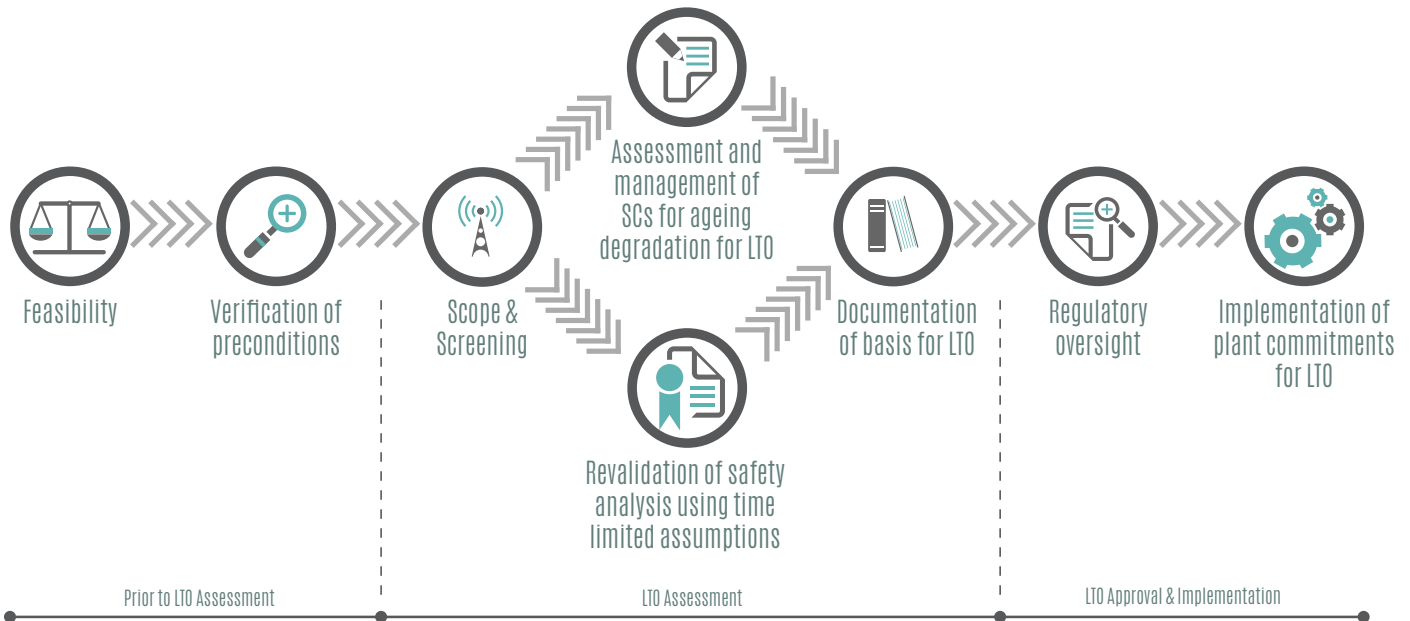 Feasibility
Verification of
preconditions
Scope &
Screening
Assessment and
management of
SCs for ageing
degradation for LTO
Revalidation of safety
analysis using time
limited assumptions
Documentation
of basis for LTO
Regulatory
oversight
Implementation of
plant commitments
for LTO
Prior to LTO Assessment
LTO Assessment
LTO Approval & Implementation